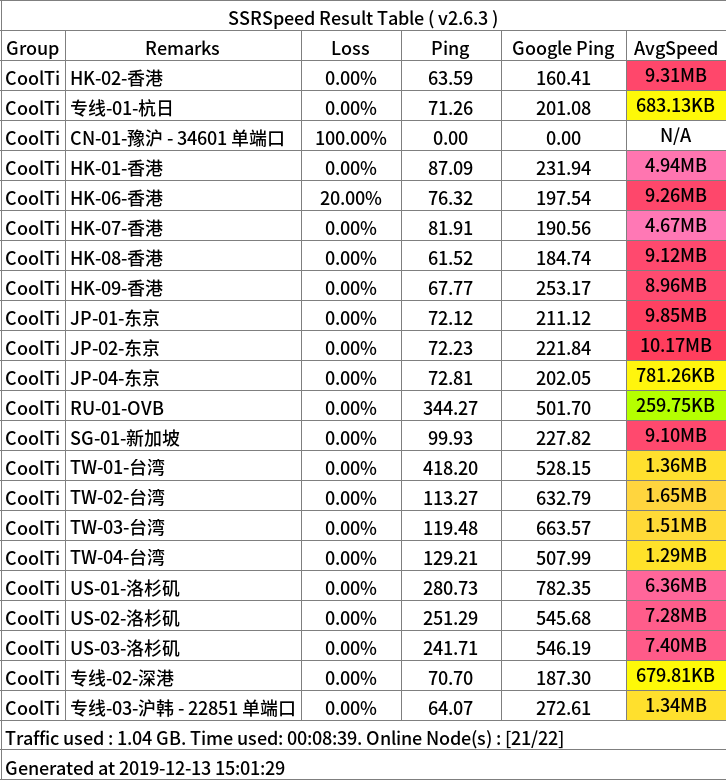 SSRSpeed Result Table ( v2.6.3 )
Group Remarks Loss Ping Google Ping AvgSpeed
CoolTi HK-02-香港 0.00% 63.59 160.41 9.31MB
CoolTi 专线-01-杭日 0.00% 71.26 201.08 683.13KB
CoolTi CN-01-豫沪 - 34601 单端口 100.00% 0.00 0.00 N/A
CoolTi HK-01-香港 0.00% 87.09 231.94 4.94MB
CoolTi HK-06-香港 20.00% 76.32 197.54 9.26MB
CoolTi HK-07-香港 0.00% 81.91 190.56 4.67MB
CoolTi HK-08-香港 0.00% 61.52 184.74 9.12MB
CoolTi HK-09-香港 0.00% 67.77 253.17 8.96MB
CoolTi JP-01-东京 0.00% 72.12 211.12 9.85MB
CoolTi JP-02-东京 0.00% 72.23 221.84 10.17MB
CoolTi JP-04-东京 0.00% 72.81 202.05 781.26KB
CoolTi RU-01-OVB 0.00% 344.27 501.70 259.75KB
CoolTi SG-01-新加坡 0.00% 99.93 227.82 9.10MB
CoolTi TW-01-台湾 0.00% 418.20 528.15 1.36MB
CoolTi TW-02-台湾 0.00% 113.27 632.79 1.65MB
CoolTi TW-03-台湾 0.00% 119.48 663.57 1.51MB
CoolTi TW-04-台湾 0.00% 129.21 507.99 1.29MB
CoolTi US-01-洛杉矶 0.00% 280.73 782.35 6.36MB
CoolTi US-02-洛杉矶 0.00% 251.29 545.68 7.28MB
CoolTi US-03-洛杉矶 0.00% 241.71 546.19 7.40MB
CoolTi 专线-02-深港 0.00% 70.70 187.30 679.81KB
CoolTi 专线-03-沪韩 - 22851 单端口 0.00% 64.07 272.61 1.34MB
Traffic used : 1.04 GB. Time used: 00:08:39. Online Node(s) : [21/22]
Generated at 2019-12-13 15:01:29